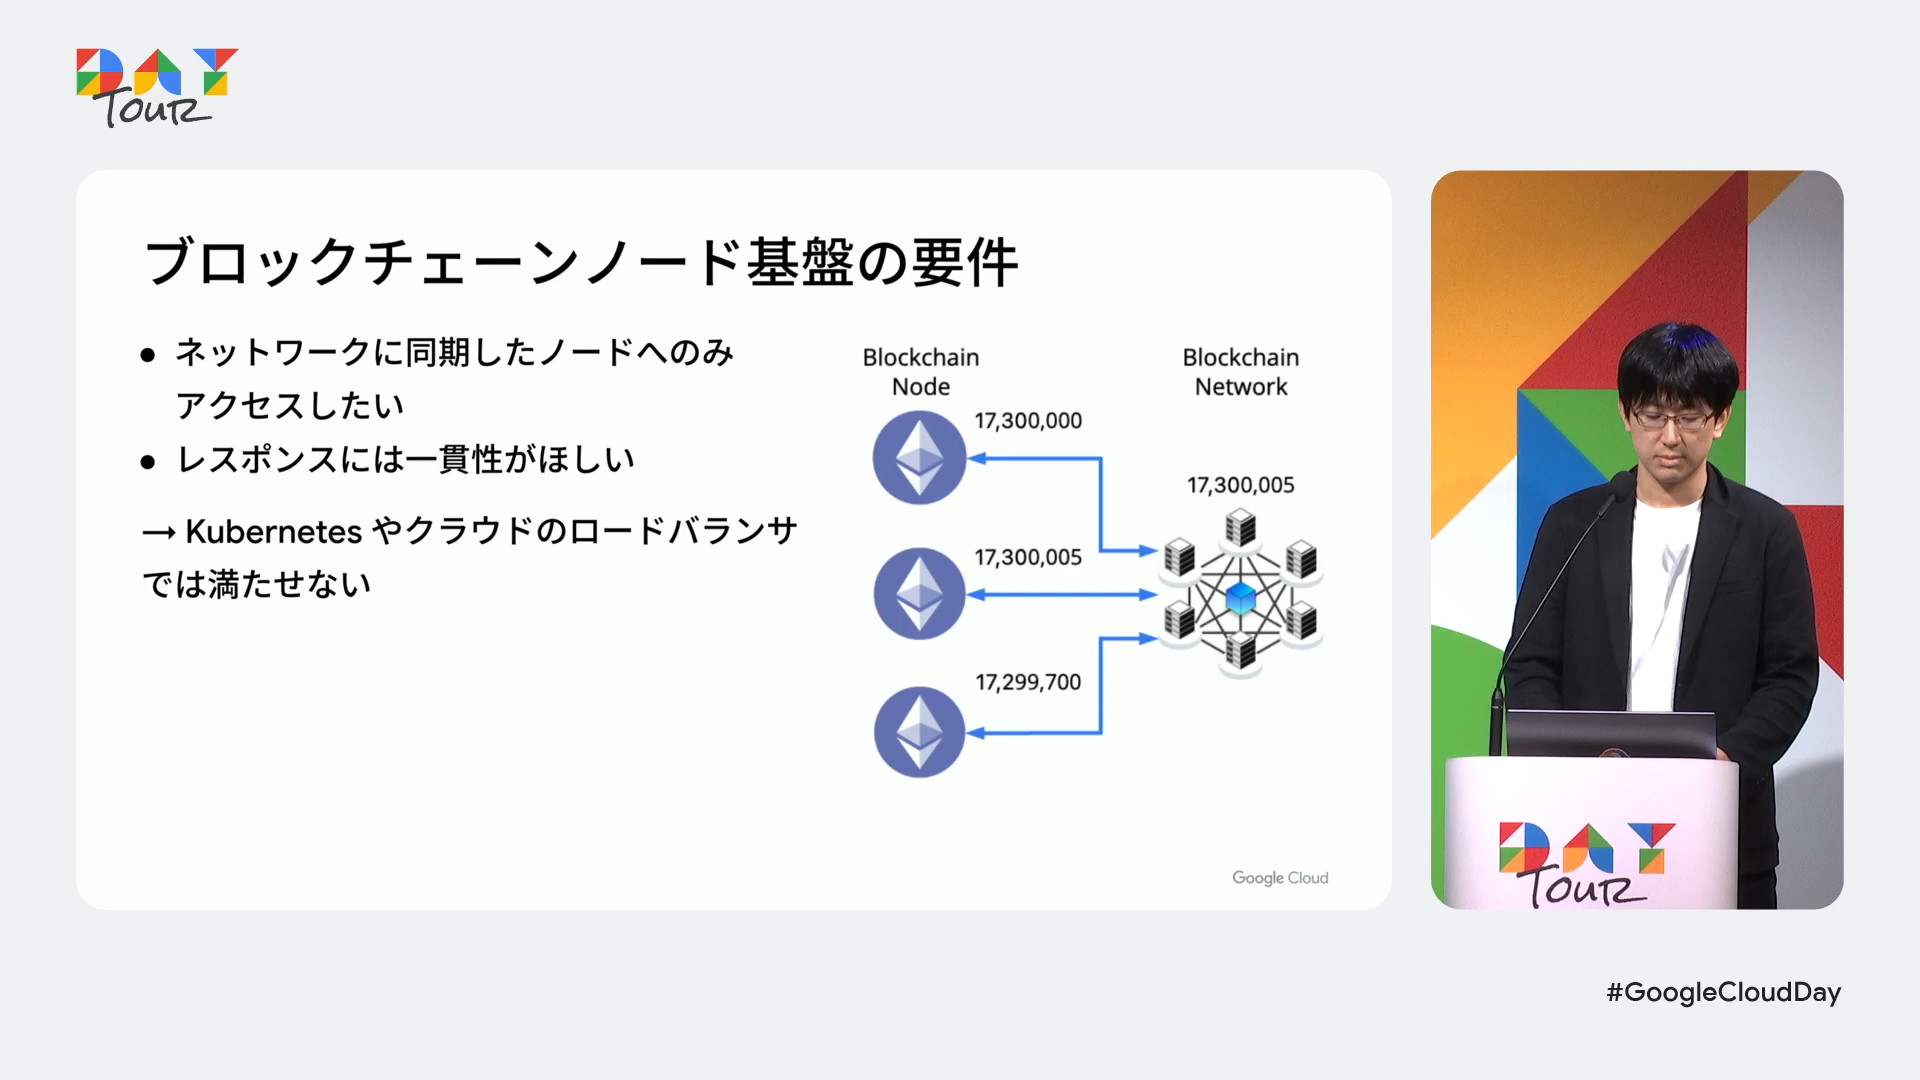 DAY
Tour
ブロックチェーンノード基盤の要件
● ネットワークに同期したノードへのみ
アクセスしたい
● レスポンスには一貫性がほしい
→ Kubernetes やクラウドのロードバランサ
では満たせない
Blockchain
Node
Blockchain
Network
17,300,000
17,300,005
17,300,005
17,299,700
Google Cloud
DAY
Tour
#GoogleCloudDay